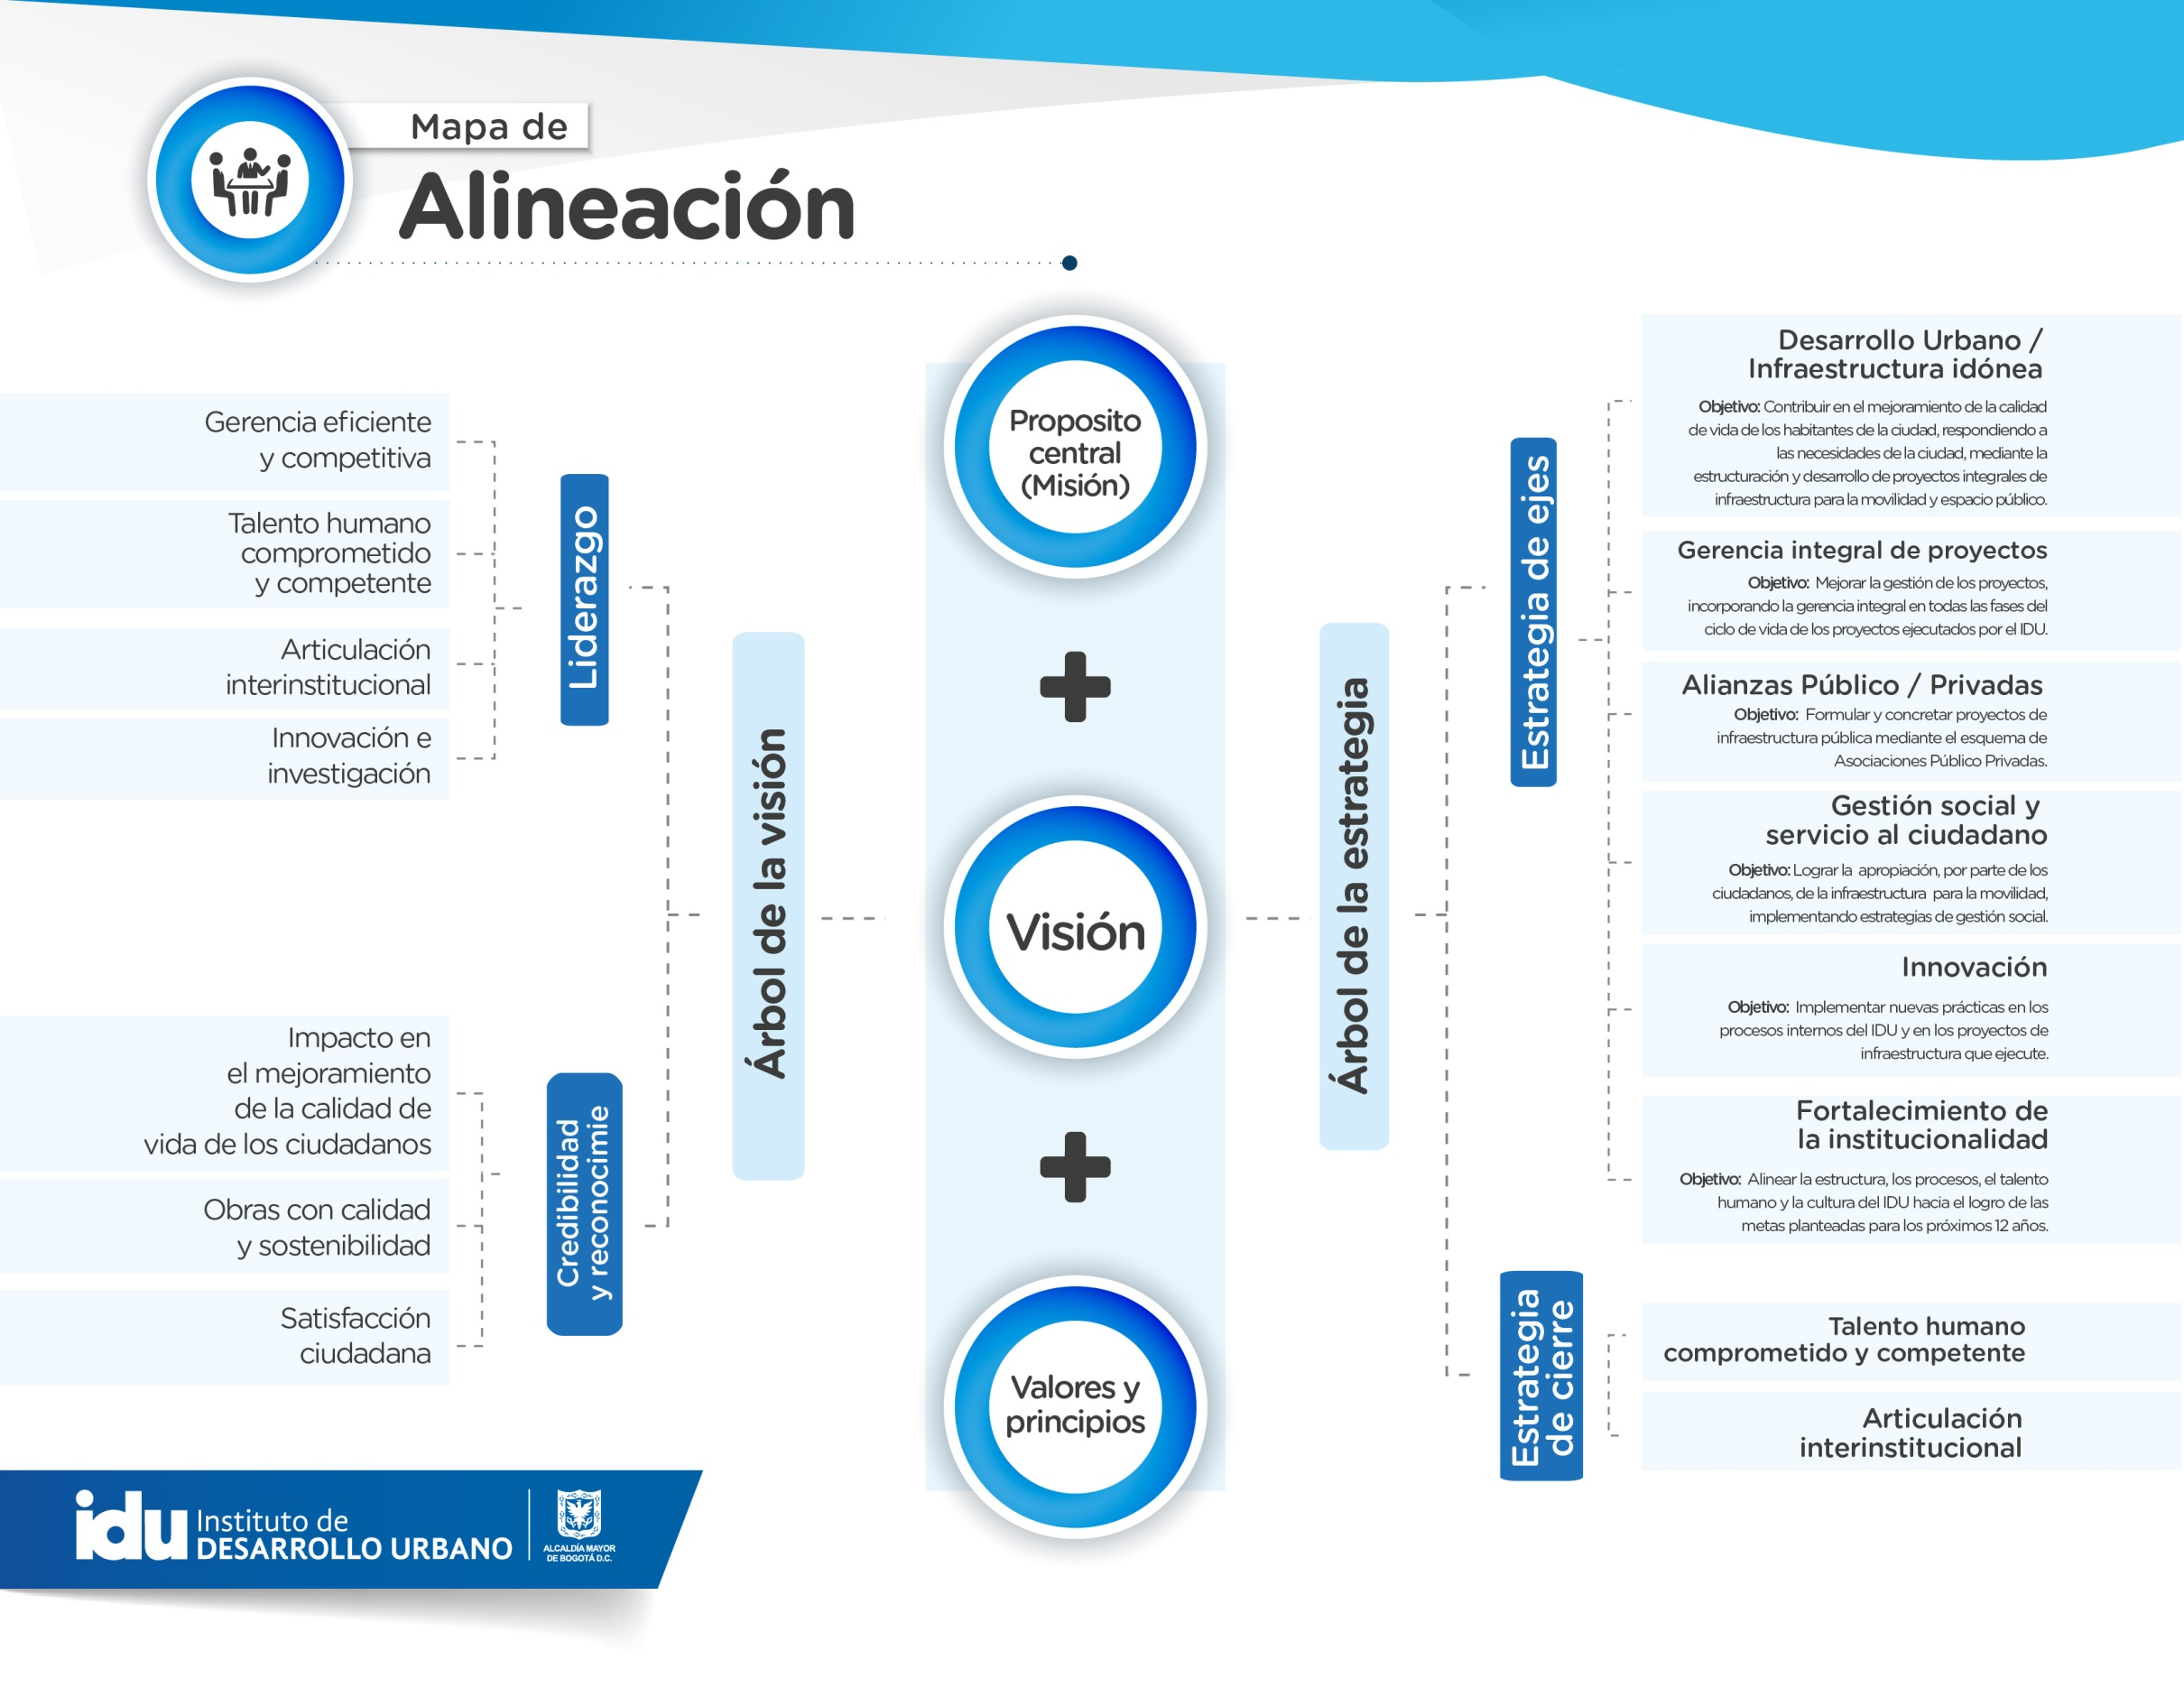 Mapa de
Alineación
Gerencia eficiente
y competitiva
Talento humano
comprometido
y competente
Articulación
interinstitucional
Innovación e
investigación
Liderazgo
Impacto en
el mejoramiento
de la calidad de
vida de los ciudadanos
Obras con calidad
y sostenibilidad
Satisfacción
ciudadana
Credibilidad
y reconocimie
Árbol de la visión
Proposito
central
(Misión)
Visión
Valores y
principios
Árbol de la estrategia
Estrategia de ejes
Desarrollo Urbano /
Infraestructura idónea
Objetivo: Contribuir en el mejoramiento de la calidad
de vida de los habitantes de la ciudad, respondiendo a
las necesidades de la ciudad, mediante la
estructuración y desarrollo de proyectos integrales de
infraestructura para la movilidad y espacio público.
Gerencia integral de proyectos
Objetivo: Mejorar la gestión de los proyectos,
incorporando la gerencia integral en todas las fases del
ciclo de vida de los proyectos ejecutados por el IDU.
Alianzas Público / Privadas
Objetivo: Formular y concretar proyectos de
infraestructura pública mediante el esquema de
Asociaciones Público Privadas.
Gestión social y
servicio al ciudadano
Objetivo: Lograr la apropiación, por parte de los
ciudadanos, de la infraestructura para la movilidad,
implementando estrategias de gestión social.
Innovación
Objetivo: Implementar nuevas prácticas en los
procesos internos del IDU y en los proyectos de
infraestructura que ejecute.
Fortalecimiento de
la institucionalidad
Objetivo: Alinear la estructura, los procesos, el talento
humano y la cultura del IDU hacia el logro de las
metas planteadas para los próximos 12 años.
Estrategia
de cierre
Talento humano
comprometido y competente
Articulación
interinstitucional
idu
Instituto de
DESARROLLO URBANO
ALCALDÍA MAYOR
DE BOGOTÁ D.C.